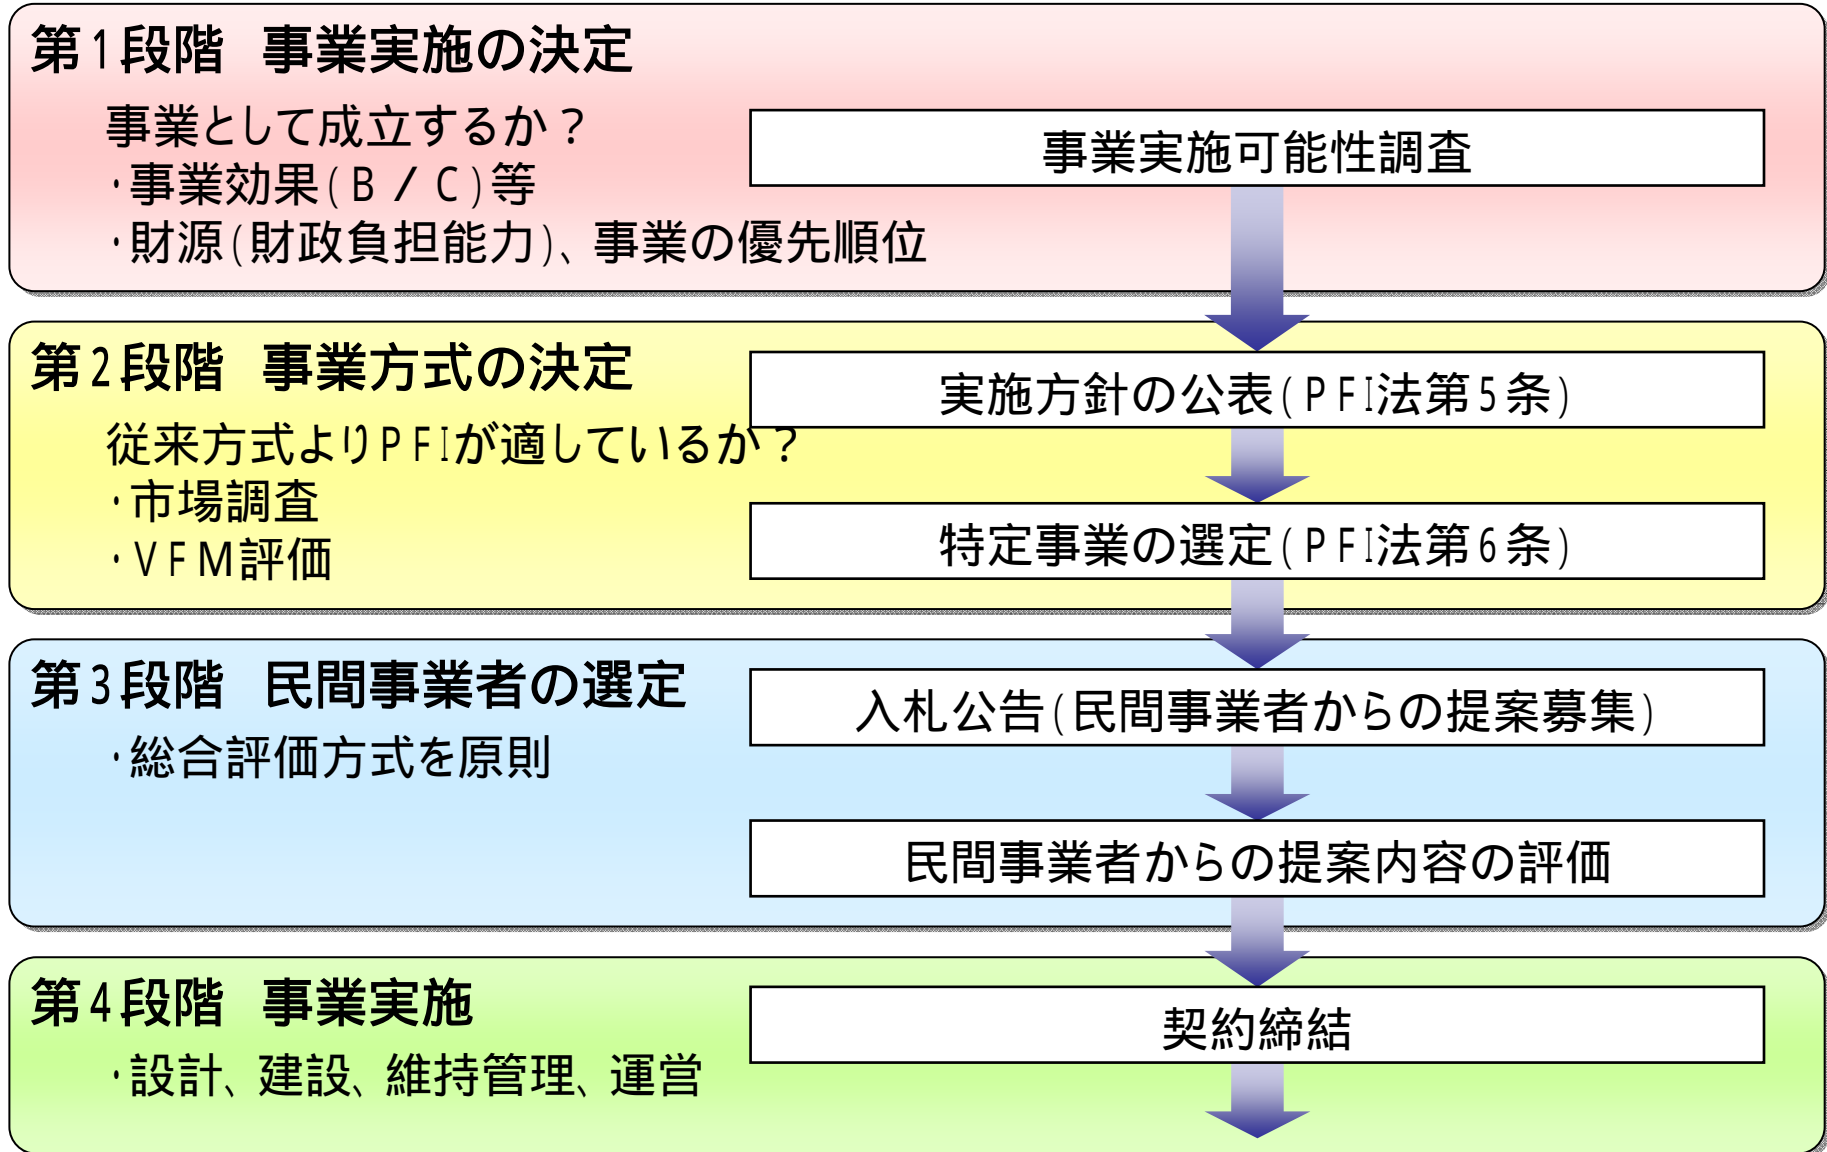 第1段階 事業実施の決定
事業として成立するか？
・事業効果(B／C)等
・財源(財政負担能力)、事業の優先順位
事業実施可能性調査
第2段階 事業方式の決定
従来方式よりPFIが適しているか？
・市場調査
・VFM評価
実施方針の公表(PFI法第5条)
特定事業の選定(PFI法第6条)
第3段階 民間事業者の選定
・総合評価方式を原則
入札公告(民間事業者からの提案募集)
民間事業者からの提案内容の評価
第4段階 事業実施
・設計、建設、維持管理、運営
契約締結